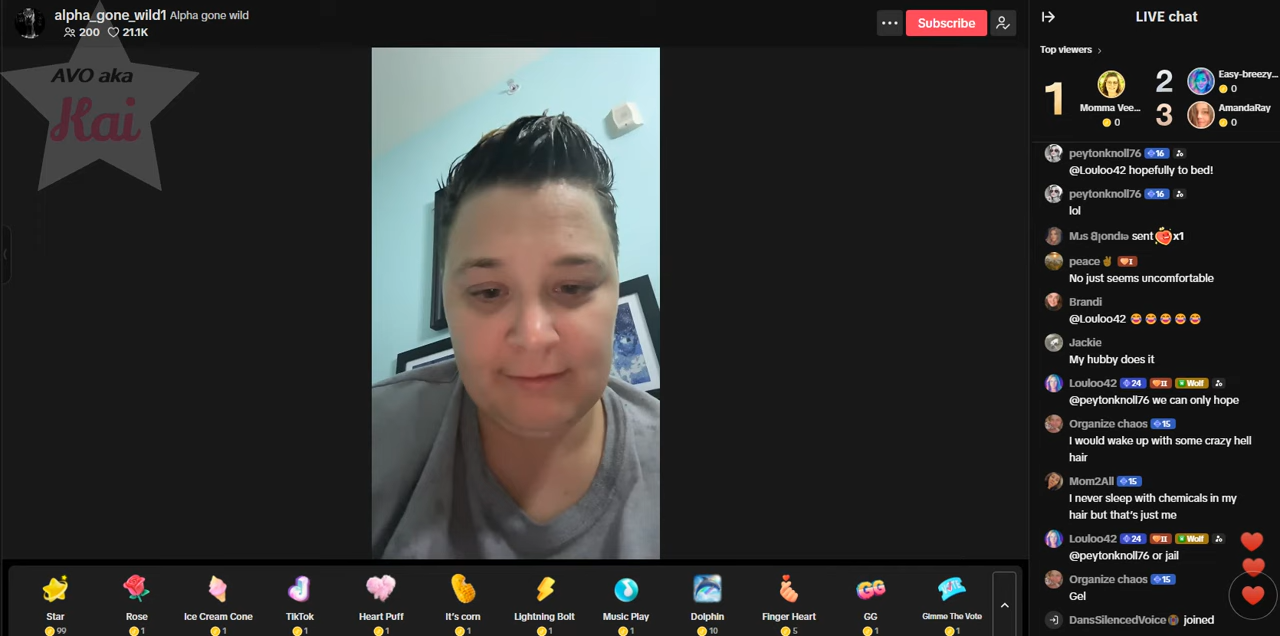 alpha_gone_wild1 Alpha gone wild
200 21.1K
AVO aka
Kai
Subscribe
LIVE chat
Top viewers
1
Momma Vee...
0
2
Easy-breezy...
0
3
AmandaRay
0
peytonknoll76 16
@Louloo42 hopefully to bed!
peytonknoll76 16
lol
sent x1
peace I
No just seems uncomfortable
Brandi
@Louloo42
Jackie
My hubby does it
Louloo42 24 II Wolf
@peytonknoll76 we can only hope
Organize chaos 15
I would wake up with some crazy hell
hair
Mom2All 15
I never sleep with chemicals in my
hair but that's just me
Louloo42 24 II Wolf
@peytonknoll76 or jail
Organize chaos 15
Gel
DansSilencedVoice joined
GG
Star
Rose
Ice Cream Cone
TikTok
Heart Puff
It's corn
Lightning Bolt
Music Play
Dolphin
Finger Heart
GG
Gimme The Vote
99
1
1
1
1
1
1
1
10
5
1
1